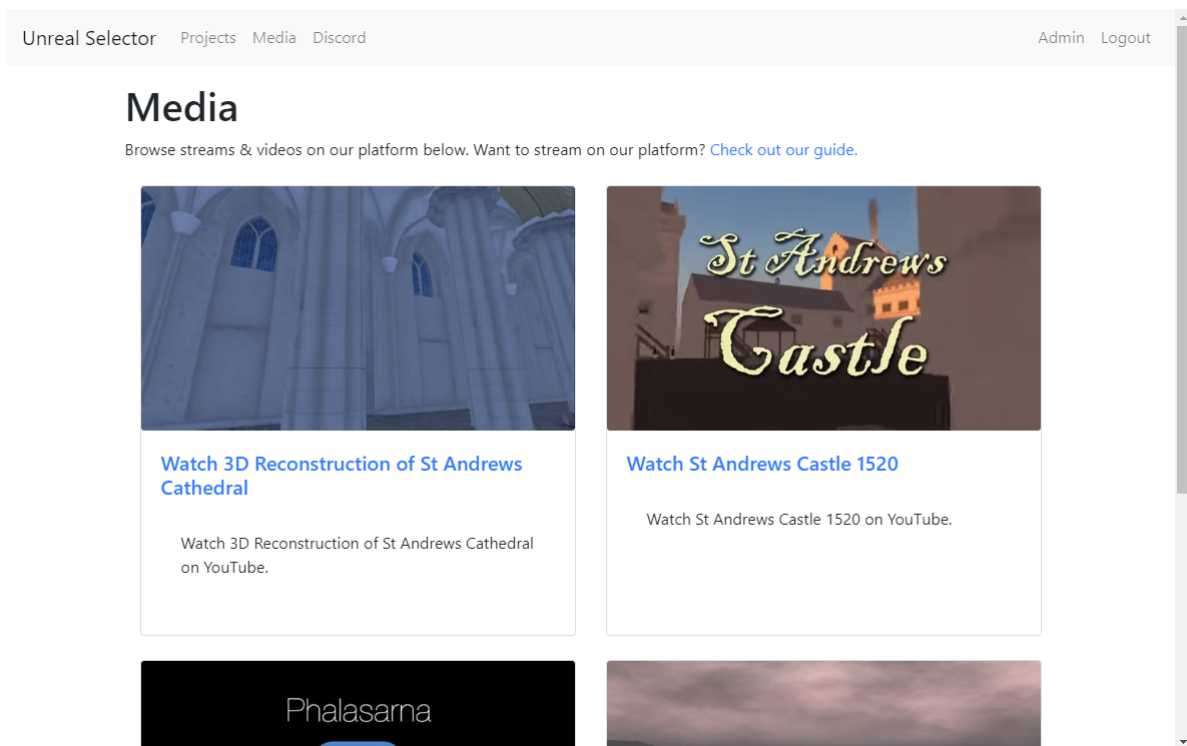 Unreal Selector Projects Media Discord Admin Logout
Media
Browse streams & videos on our platform below. Want to stream on our platform? Check out our guide.
St Andrews
Castle
Watch 3D Reconstruction of St Andrews
Cathedral
Watch 3D Reconstruction of St Andrews Cathedral
on YouTube.
Watch St Andrews Castle 1520
Watch St Andrews Castle 1520 on YouTube.
Phalasarna